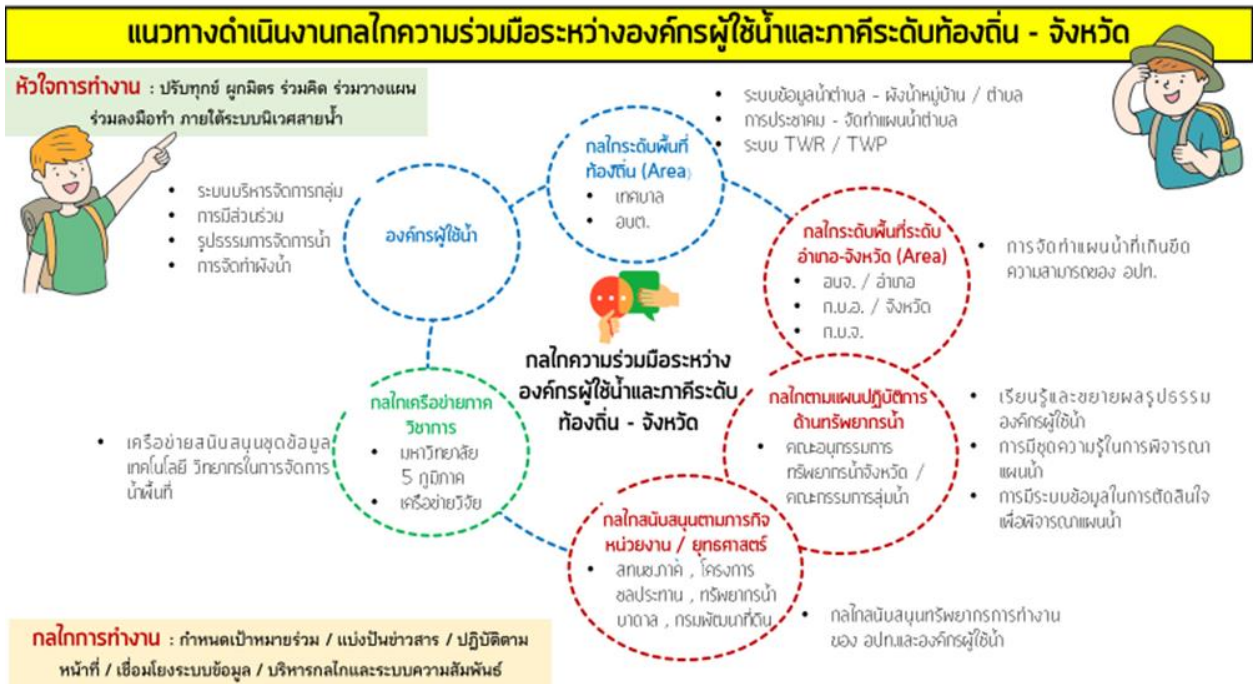 แนวทางดำเนินงานกลไกความร่วมมือระหว่างองค์กรผู้ใช้น้ำและภาคีระดับท้องถิ่น - จังหวัด
หัวใจการทำงาน : ปรับทุกข์ ผูกมิตร ร่วมคิด ร่วมวางแผน
ร่วมลงมือทำ ภายใต้ระบบนิเวศสายน้ำ
• ระบบข้อมูลน้ำตำบล - ผังน้ำหมู่บ้าน / ตำบล
• การประชาคม - จัดทำแผนน้ำตำบล
• ระบบ TWR / TWP
กลไกระดับพื้นที่
ท้องถิ่น (Area)
• เทศบาล
• อบต.
• ระบบบริหารจัดการกลุ่ม
• การมีส่วนร่วม
• รูปธรรมการจัดการน้ำ
• การจัดทำผังน้ำ
องค์กรผู้ใช้น้ำ
กลไกระดับพื้นที่ระดับ
อำเภอ-จังหวัด (Area)
• อบจ. / อำเภอ
• ก.บ.อ. / จังหวัด
• ก.บ.จ.
• การจัดทำแผนน้ำที่เกินขีด
ความสามารถของ อปท.
กลไกความร่วมมือระหว่าง
องค์กรผู้ใช้น้ำและภาคีระดับ
ท้องถิ่น - จังหวัด
กลไกเครือข่ายภาค
วิชาการ
• มหาวิทยาลัย
5 ภูมิภาค
• เครือข่ายวิจัย
• เครือข่ายสนับสนุนชุดข้อมูล
เทคโนโลยี วิทยากรในการจัดการ
น้ำพื้นที่
กลไกตามแผนปฏิบัติการ
ด้านทรัพยากรน้ำ
• คณะอนุกรรมการ
ทรัพยากรน้ำจังหวัด /
คณะกรรมการลุ่มน้ำ
• เรียนรู้และขยายผลรูปธรรม
องค์กรผู้ใช้น้ำ
• การมีชุดความรู้ในการพิจารณา
แผนน้ำ
• การมีระบบข้อมูลในการตัดสินใจ
เพื่อพิจารณาแผนน้ำ
กลไกสนับสนุนตามภารกิจ
หน่วยงาน / ยุทธศาสตร์
• สทนช.ภาค , โครงการ
ชลประทาน , ทรัพยากรน้ำ
บาดาล , กรมพัฒนาที่ดิน
• กลไกสนับสนุนทรัพยากรการทำงาน
ของ อปท.และองค์กรผู้ใช้น้ำ
กลไกการทำงาน : กำหนดเป้าหมายร่วม / แบ่งปันข่าวสาร / ปฏิบัติตาม
หน้าที่ / เชื่อมโยงระบบข้อมูล / บริหารกลไกและระบบความสัมพันธ์